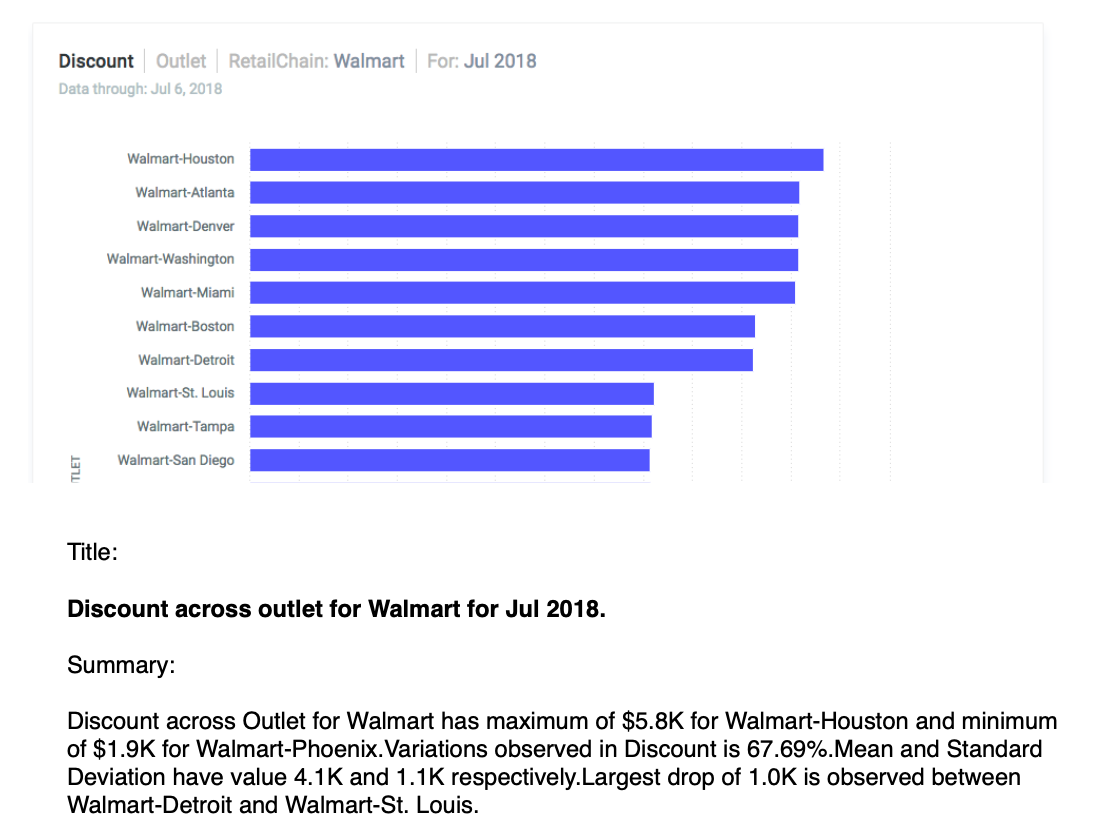 Discount Outlet RetailChain: Walmart For: Jul 2018
Data through: Jul 6, 2018
Walmart-Houston
Walmart-Atlanta
Walmart-Denver
Walmart-Washington
Walmart-Miami
Walmart-Boston
Walmart-Detroit
Walmart-St. Louis
Walmart-Tampa
Walmart-San Diego
TLET
Title:
Discount across outlet for Walmart for Jul 2018.
Summary:
Discount across Outlet for Walmart has maximum of $5.8K for Walmart-Houston and minimum
of $1.9K for Walmart-Phoenix.Variations observed in Discount is 67.69%.Mean and Standard
Deviation have value 4.1K and 1.1K respectively.Largest drop of 1.0K is observed between
Walmart-Detroit and Walmart-St. Louis.